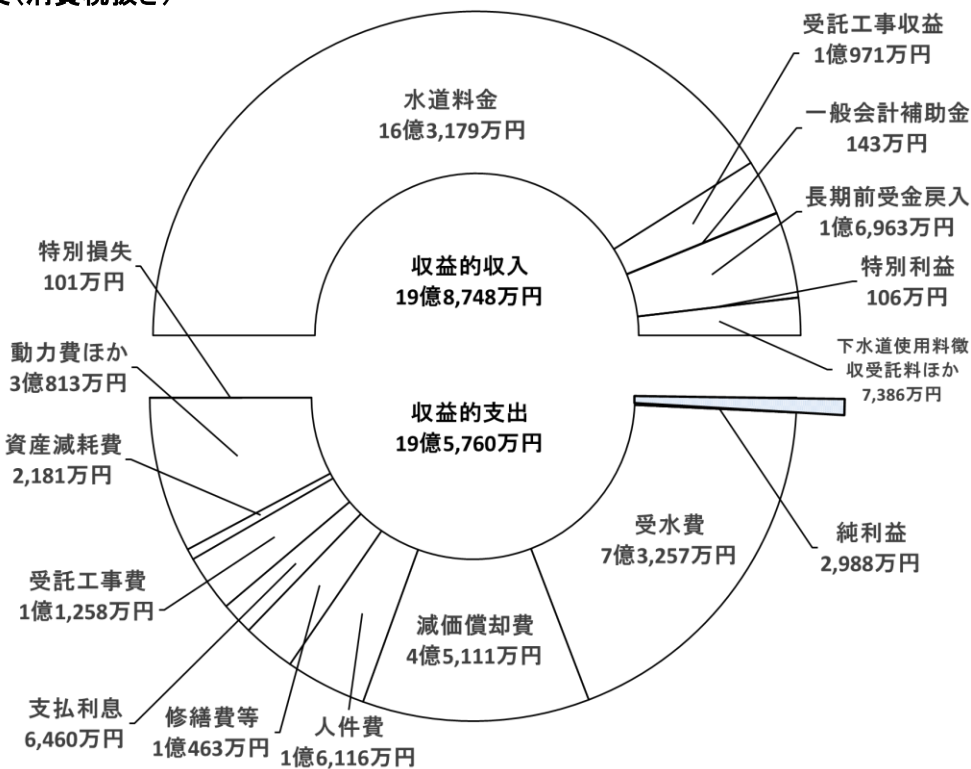 (消費税抜き)
受託工事収益
1億971万円
水道料金
16億3,179万円
一般会計補助金
143万円
長期前受金戻入
1億6,963万円
特別利益
106万円
下水道使用料徴
収受託料ほか
7,386万円
収益的収入
19億8,748万円
特別損失
101万円
動力費ほか
3億813万円
資産減耗費
2,181万円
受託工事費
1億1,258万円
支払利息
6,460万円
修繕費等
1億463万円
人件費
1億6,116万円
減価償却費
4億5,111万円
受水費
7億3,257万円
純利益
2,988万円
収益的支出
19億5,760万円